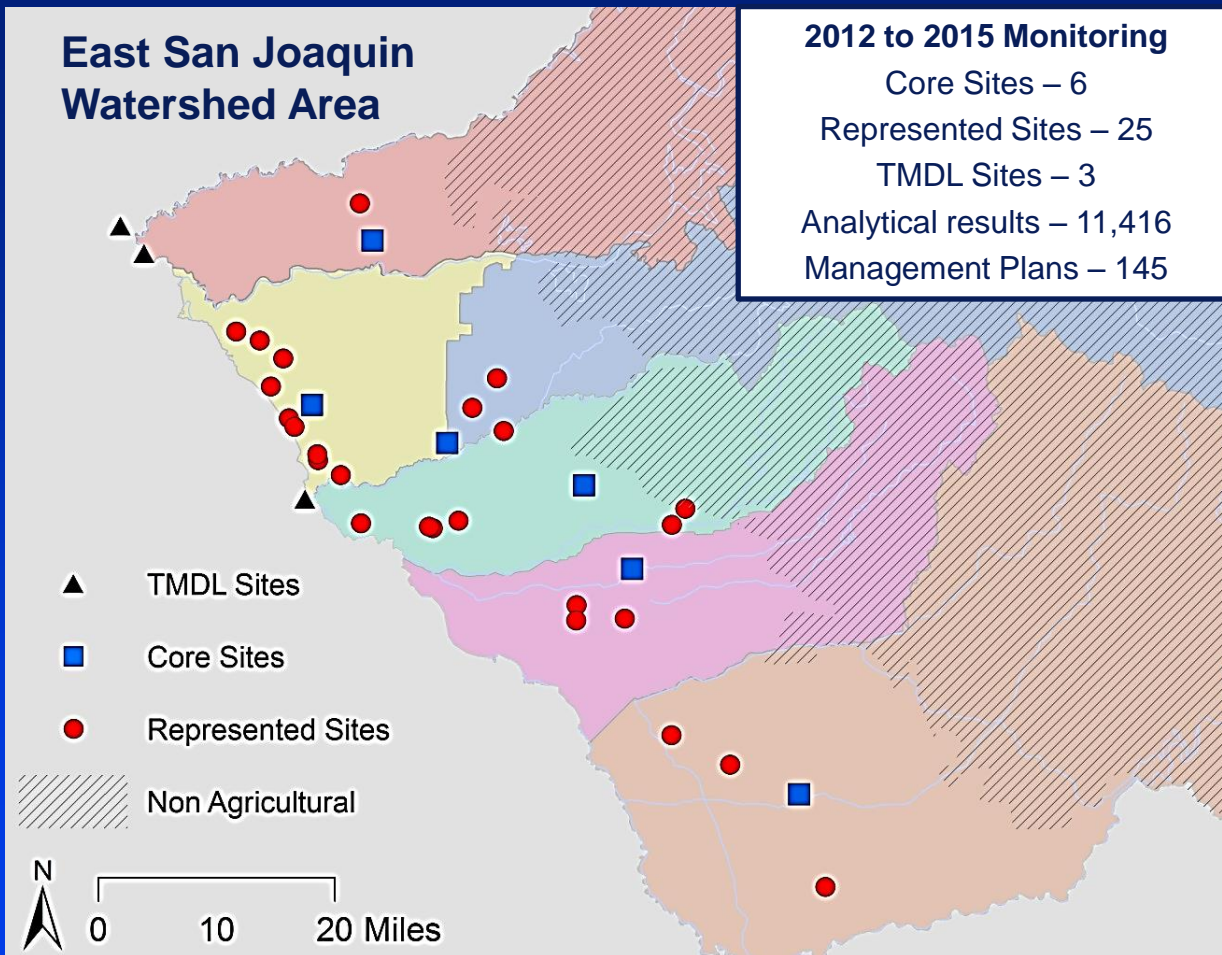 East San Joaquin
Watershed Area
2012 to 2015 Monitoring
Core Sites – 6
Represented Sites – 25
TMDL Sites – 3
Analytical results – 11,416
Management Plans – 145
TMDL Sites
Core Sites
Represented Sites
Non Agricultural
N
0 10 20 Miles